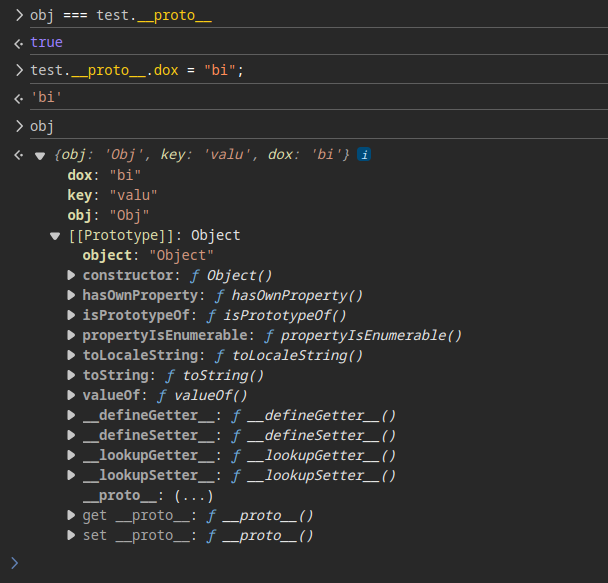 obj === test.__proto__
true
test.__proto__.dox = "bi";
'bi'
obj
{obj: 'Obj', key: 'valu', dox: 'bi'} i
dox: "bi"
key: "valu"
obj: "Obj"
[[Prototype]]: Object
object: "Object"
constructor: ƒ Object()
hasOwnProperty: ƒ hasOwnProperty()
isPrototypeOf: ƒ isPrototypeOf()
propertyIsEnumerable: ƒ propertyIsEnumerable()
toLocaleString: ƒ toLocaleString()
toString: ƒ toString()
valueOf: ƒ valueOf()
__defineGetter__: ƒ __defineGetter__()
__defineSetter__: ƒ __defineSetter__()
__lookupGetter__: ƒ __lookupGetter__()
__lookupSetter__: ƒ __lookupSetter__()
__proto__: (...)
get __proto__: ƒ __proto__()
set __proto__: ƒ __proto__()